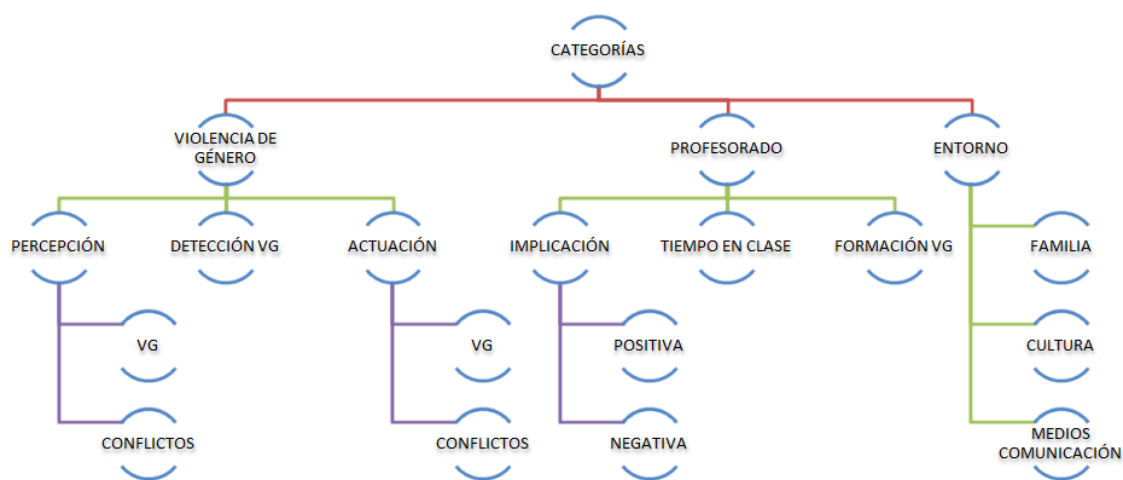 CATEGORÍAS
VIOLENCIA DE
GÉNERO
PROFESORADO
ENTORNO
PERCEPCIÓN
DETECCIÓN VG
ACTUACIÓN
IMPLICACIÓN
TIEMPO EN CLASE
FORMACIÓN VG
FAMILIA
VG
VG
POSITIVA
CULTURA
CONFLICTOS
CONFLICTOS
NEGATIVA
MEDIOS
COMUNICACIÓN